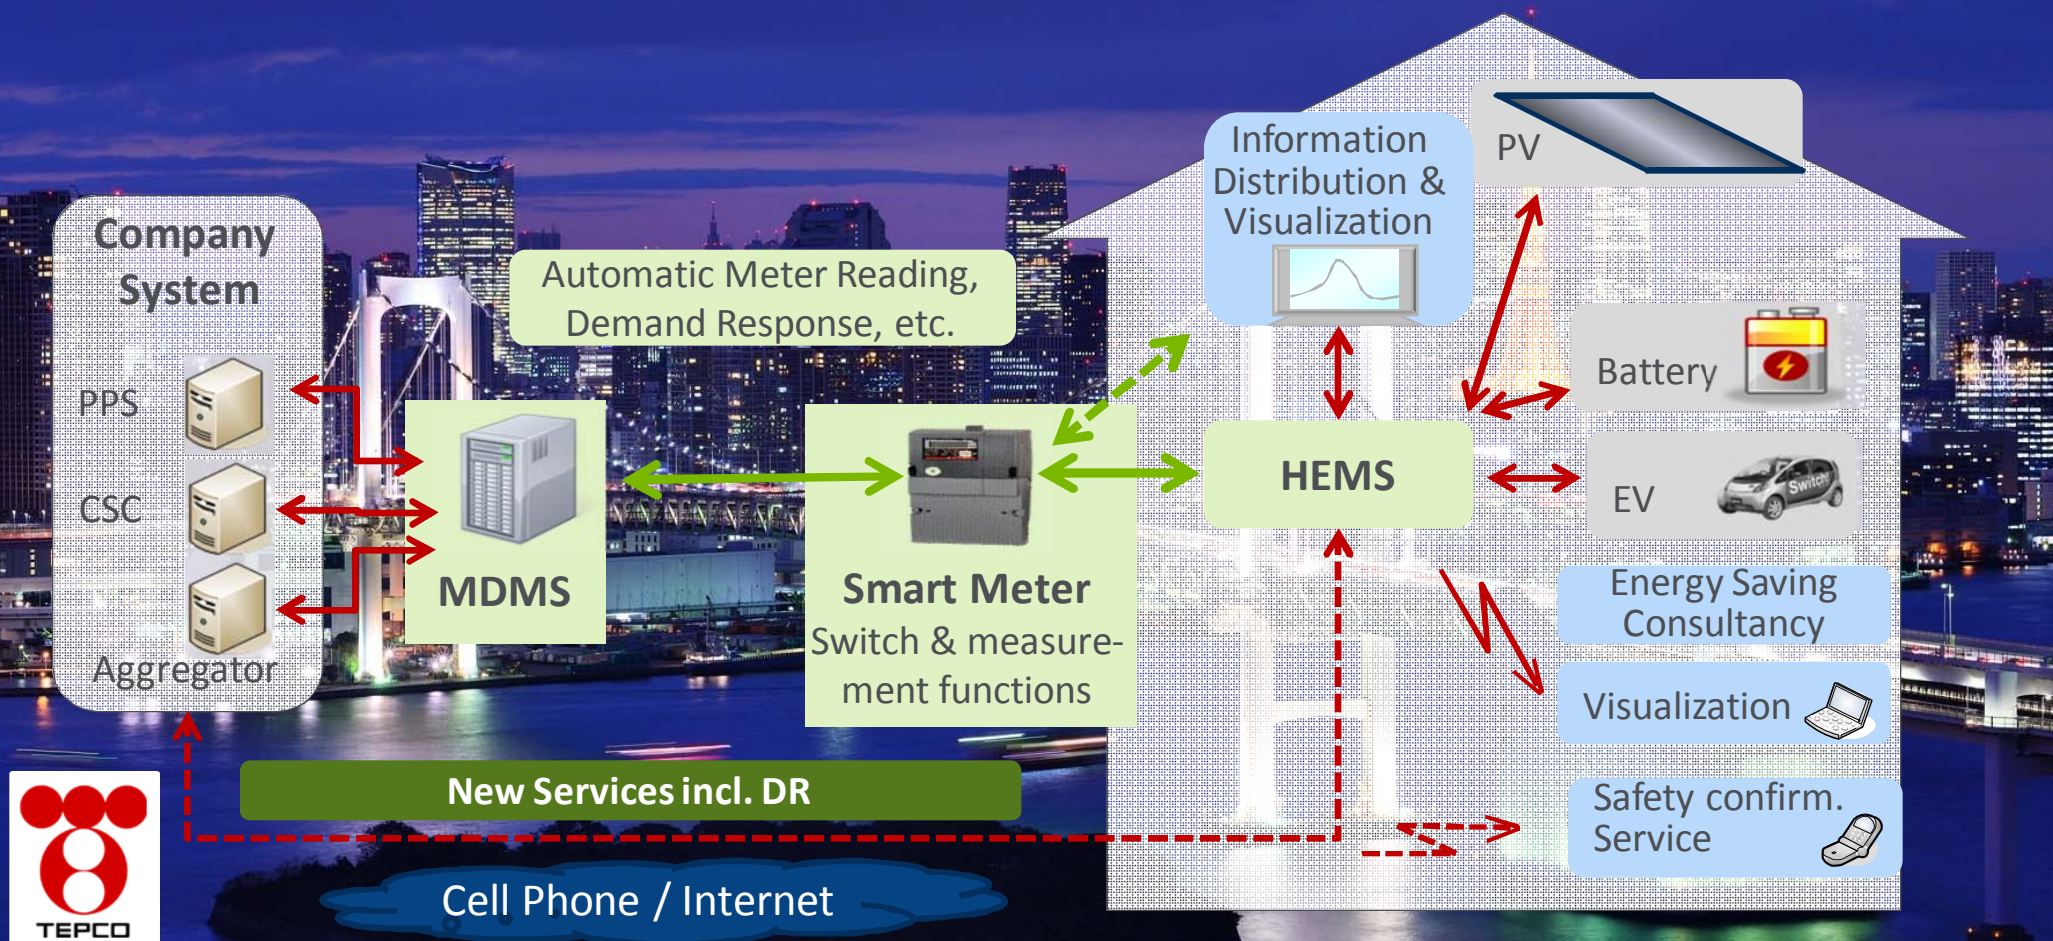 Company
System
PPS
CSC
Aggregator
Automatic Meter Reading,
Demand Response, etc.
MDMS
Smart Meter
Switch & measure-
ment functions
Information
Distribution &
Visualization
HEMS
PV
Battery
EV
Switch!
Energy Saving
Consultancy
Visualization
Safety confirm.
Service
New Services incl. DR
Cell Phone / Internet
TEPCO